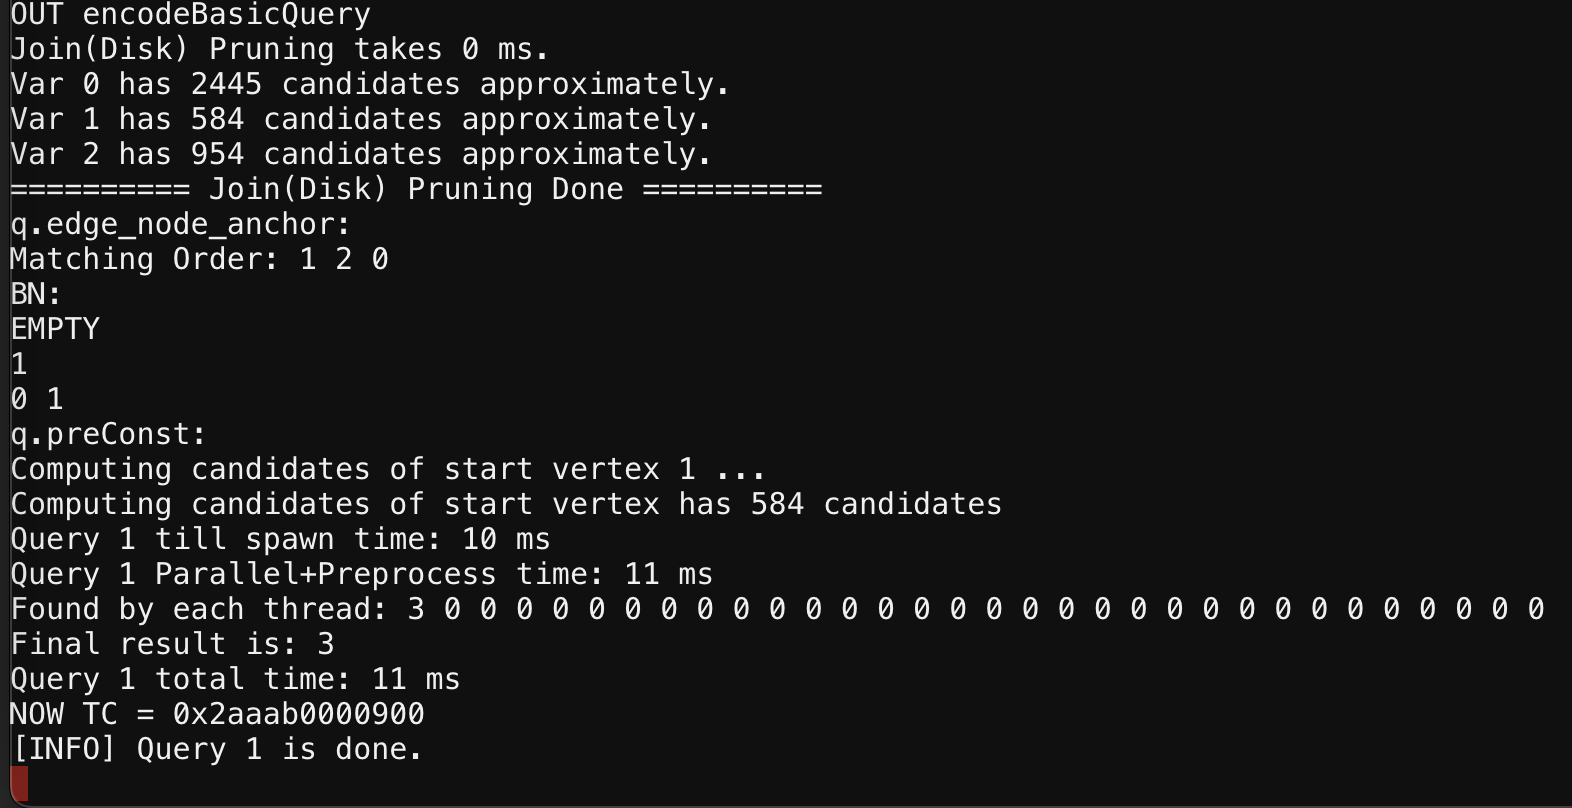 OUT encodeBasicQuery
Join(Disk) Pruning takes 0 ms.
Var 0 has 2445 candidates approximately.
Var 1 has 584 candidates approximately.
Var 2 has 954 candidates approximately.
========== Join(Disk) Pruning Done ==========
q.edge_node_anchor:
Matching Order: 1 2 0
BN:
EMPTY
1
0 1
q.preConst:
Computing candidates of start vertex 1 ...
Computing candidates of start vertex has 584 candidates
Query 1 till spawn time: 10 ms
Query 1 Parallel+Preprocess time: 11 ms
Found by each thread: 3 0 0 0 0 0 0 0 0 0 0 0 0 0 0 0 0 0 0 0 0 0 0 0 0 0 0 0 0 0 0 0
Final result is: 3
Query 1 total time: 11 ms
NOW TC = 0x2aaab0000900
[INFO] Query 1 is done.